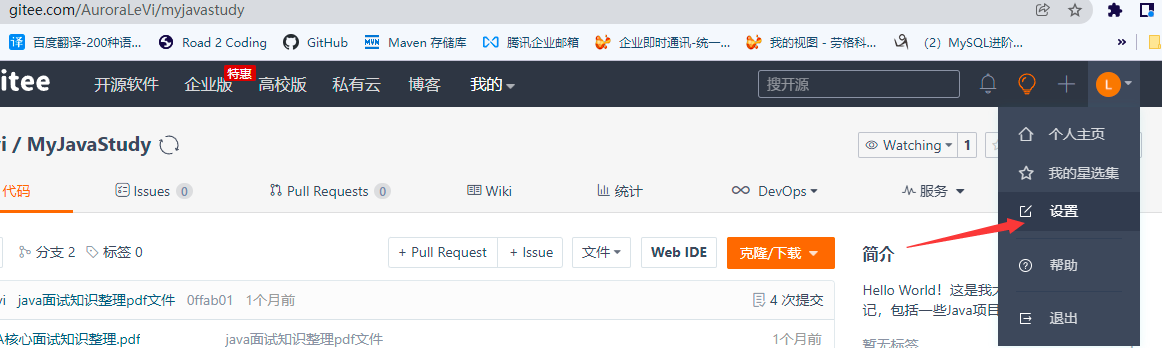 gitee.com/AuroraLeVi/myjavastudy
百度翻译-200种语... Road 2 Coding GitHub Maven 存储库 腾讯企业邮箱 企业即时通讯-统一... 我的视图 - 劳格科... (2) MySQL进阶... »
gitee 开源软件 企业版 特惠 高校版 私有云 博客 我的 搜开源 L
个人主页
vi / MyJavaStudy Watching 1
我的星选集
代码 Issues 0 Pull Requests 0 Wiki 统计 DevOps 服务
设置
分支 2 标签 0 + Pull Request + Issue 文件 Web IDE 克隆/下载 简介
帮助
vi java面试知识整理pdf文件 0ffab01 1个月前 4 次提交
Hello World！这是我
记，包括一些Java项目
退出
A核心面试知识整理.pdf java面试知识整理pdf文件 1个月前
暂无标签